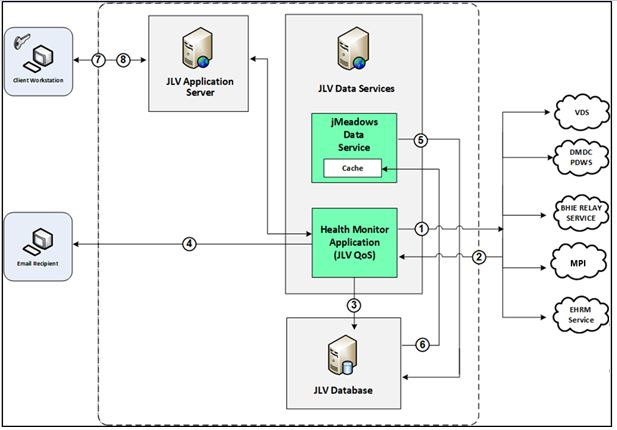 Client Workstation
7
8
JLV Application
Server
JLV Data Services
jMeadows
Data
Service
Cache
5
VDS
DMDC
PDWS
BHIE RELAY
SERVICE
Email Recipient
4
Health Monitor
Application
(JLV QoS)
1
2
MPI
3
EHRM
Service
6
JLV Database